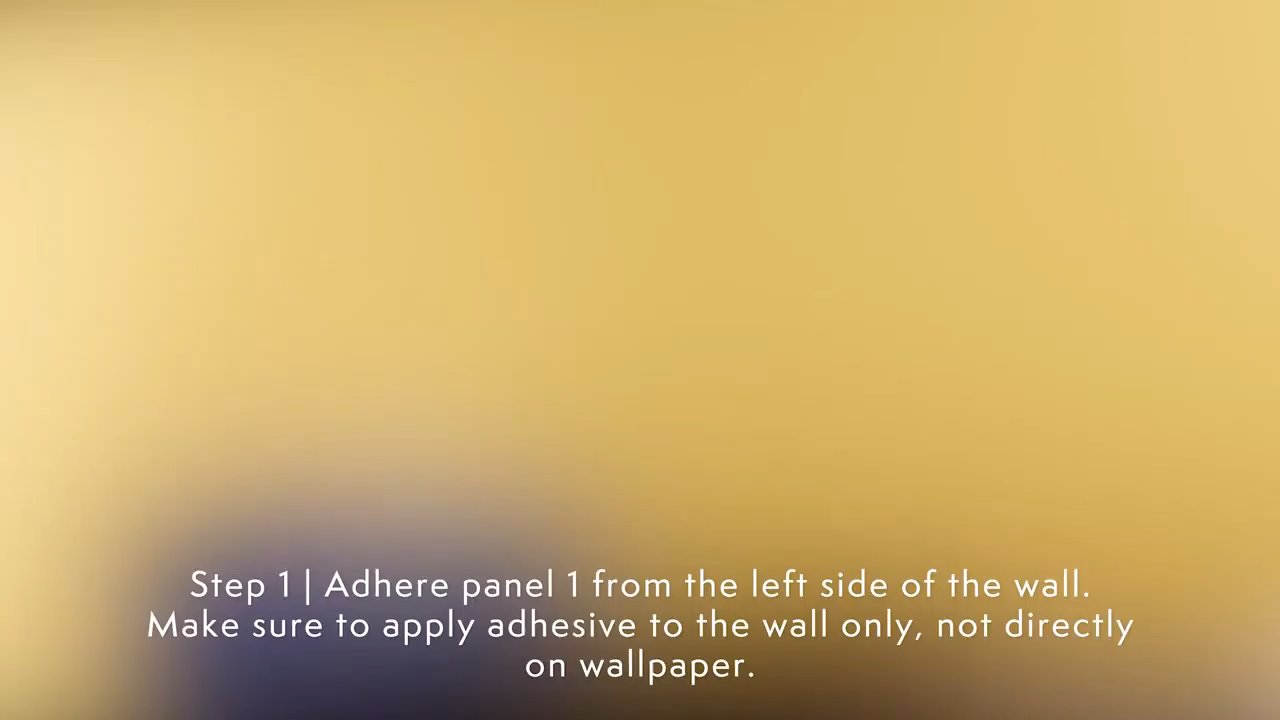 Step 1 | Adhere panel 1 from the left side of the wall.
Make sure to apply adhesive to the wall only, not directly
on wallpaper.